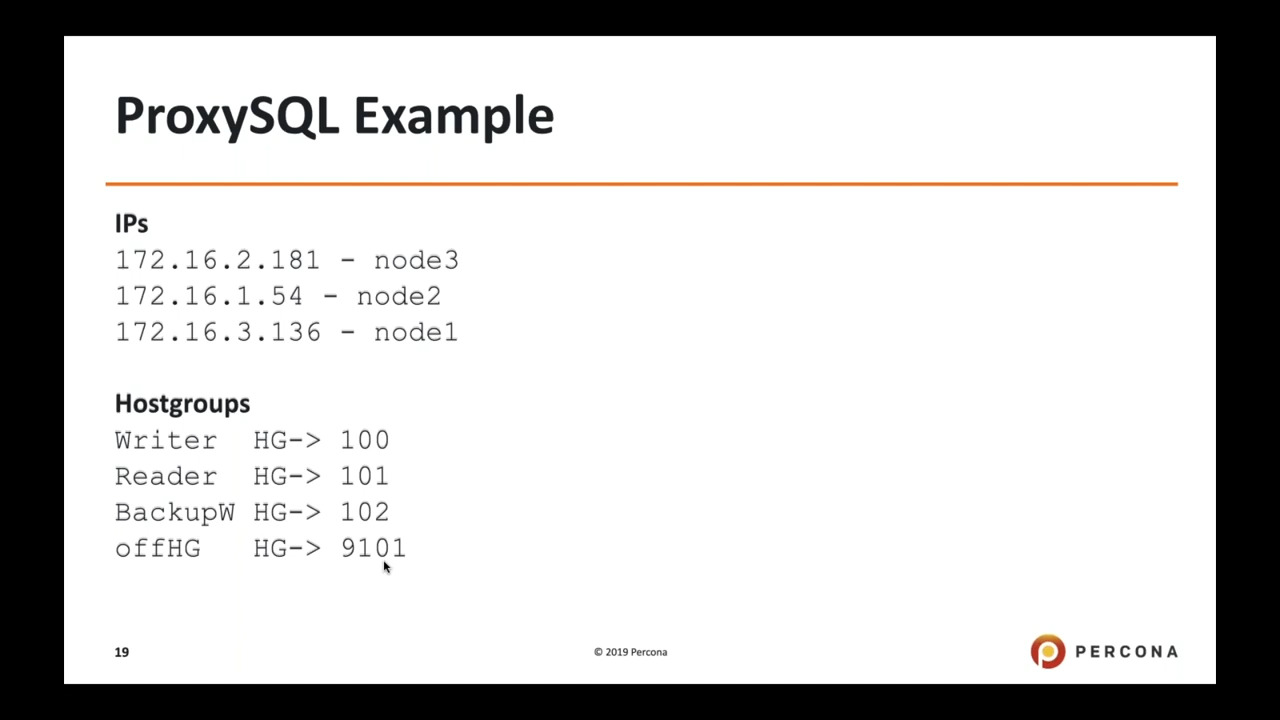 ProxySQL Example
IPs
172.16.2.181 - node3
172.16.1.54 - node2
172.16.3.136 - node1
Hostgroups
Writer  HG-> 100
Reader  HG-> 101
BackupW HG-> 102
offHG   HG-> 9101
19
© 2019 Percona
PERCONA